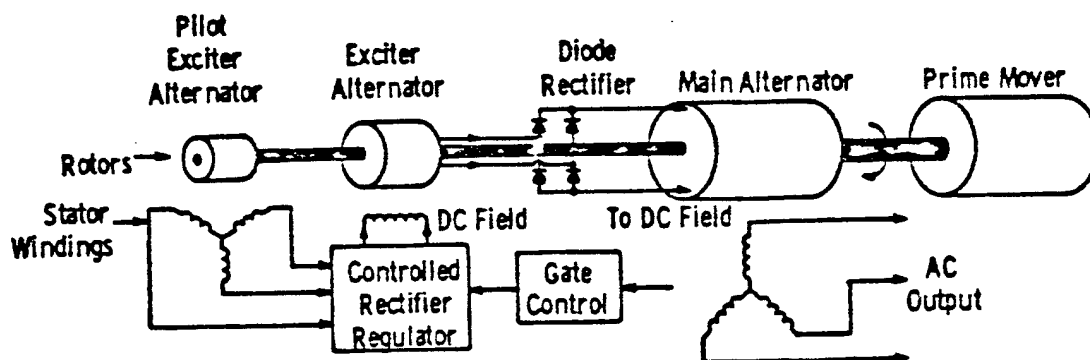 Pilot
Exciter
Alternator
Exciter
Alternator
Diode
Rectifier
Main Alternator
Prime Mover
Rotors
Stator
Windings
DC Field
To DC Field
Controlled
Rectifier
Regulator
Gate
Control
AC
Output